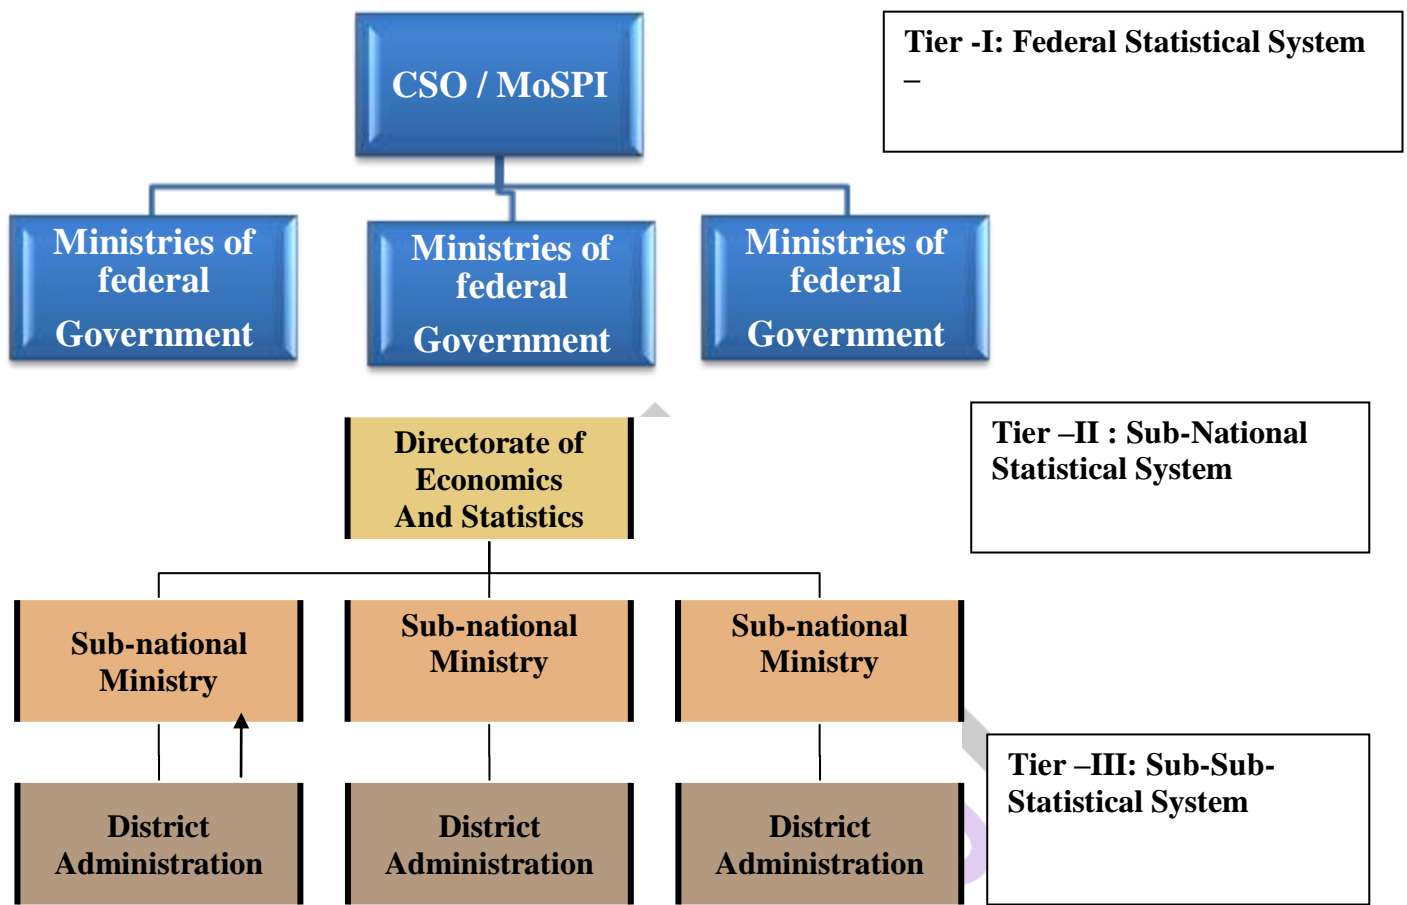 CSO / MoSPI
Tier -I: Federal Statistical System
–
Ministries of
federal
Government
Ministries of
federal
Government
Ministries of
federal
Government
Directorate of
Economics
And Statistics
Tier –II : Sub-National
Statistical System
Sub-national
Ministry
Sub-national
Ministry
Sub-national
Ministry
Tier –III: Sub-Sub-
Statistical System
District
Administration
District
Administration
District
Administration